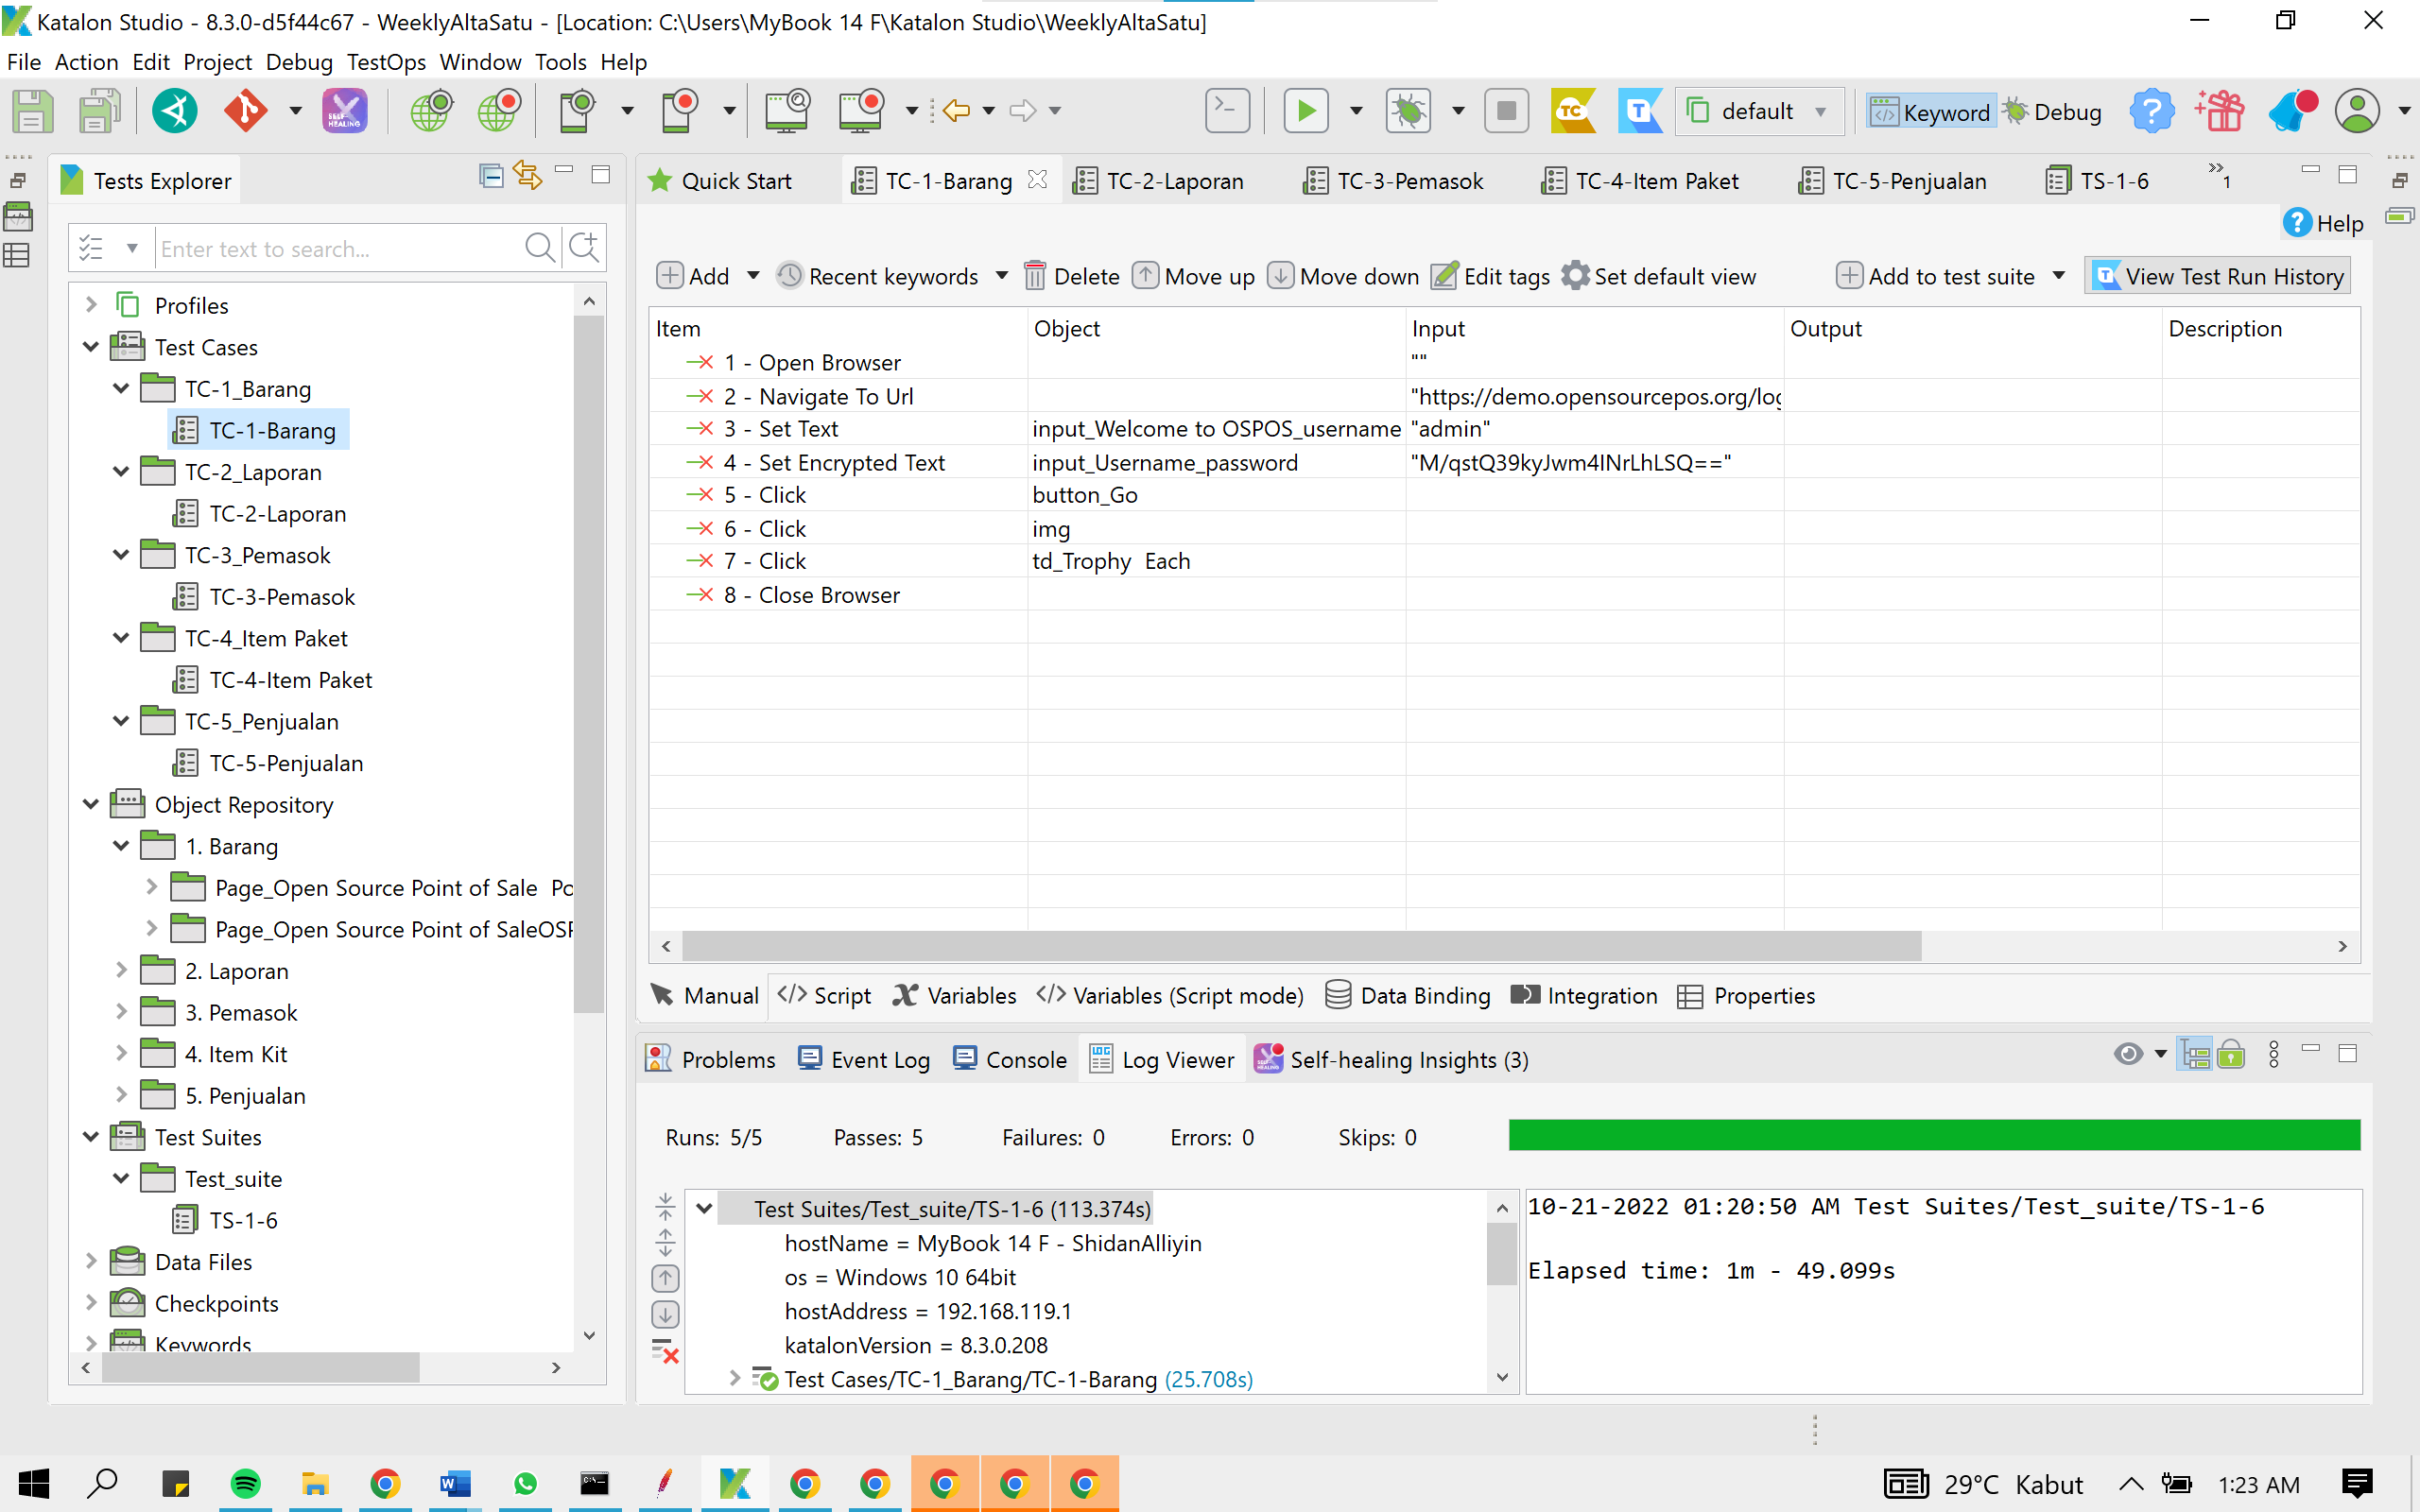 Katalon Studio - 8.3.0-d5f44c67 - WeeklyAltaSatu - [Location: C:\Users\MyBook 14 F\Katalon Studio\WeeklyAltaSatu]
File Action Edit Project Debug TestOps Window Tools Help
default Keyword Debug
Tests Explorer
Enter text to search...
Profiles
Test Cases
TC-1_Barang
TC-1-Barang
TC-2_Laporan
TC-2-Laporan
TC-3_Pemasok
TC-3-Pemasok
TC-4_Item Paket
TC-4-Item Paket
TC-5_Penjualan
TC-5-Penjualan
Object Repository
1. Barang
Page_Open Source Point of Sale Po
Page_Open Source Point of SaleOSP
2. Laporan
3. Pemasok
4. Item Kit
5. Penjualan
Test Suites
Test_suite
TS-1-6
Data Files
Checkpoints
Keywords
Quick Start TC-1-Barang TC-2-Laporan TC-3-Pemasok TC-4-Item Paket TC-5-Penjualan TS-1-6 »1
Help
Add Recent keywords Delete Move up Move down Edit tags Set default view Add to test suite View Test Run History
Item Object Input Output Description
1 - Open Browser ""
2 - Navigate To Url "https://demo.opensourcepos.org/log
3 - Set Text input_Welcome to OSPOS_username "admin"
4 - Set Encrypted Text input_Username_password "M/qstQ39kyJwm4INrLhLSQ=="
5 - Click button_Go
6 - Click img
7 - Click td_Trophy Each
8 - Close Browser
Manual </> Script Variables </> Variables (Script mode) Data Binding Integration Properties
Problems Event Log Console Log Viewer Self-healing Insights (3)
Runs: 5/5 Passes: 5 Failures: 0 Errors: 0 Skips: 0
Test Suites/Test_suite/TS-1-6 (113.374s)
hostName = MyBook 14 F - ShidanAlliyin
os = Windows 10 64bit
hostAddress = 192.168.119.1
katalonVersion = 8.3.0.208
Test Cases/TC-1_Barang/TC-1-Barang (25.708s)
10-21-2022 01:20:50 AM Test Suites/Test_suite/TS-1-6
Elapsed time: 1m - 49.099s
29°C Kabut 1:23 AM